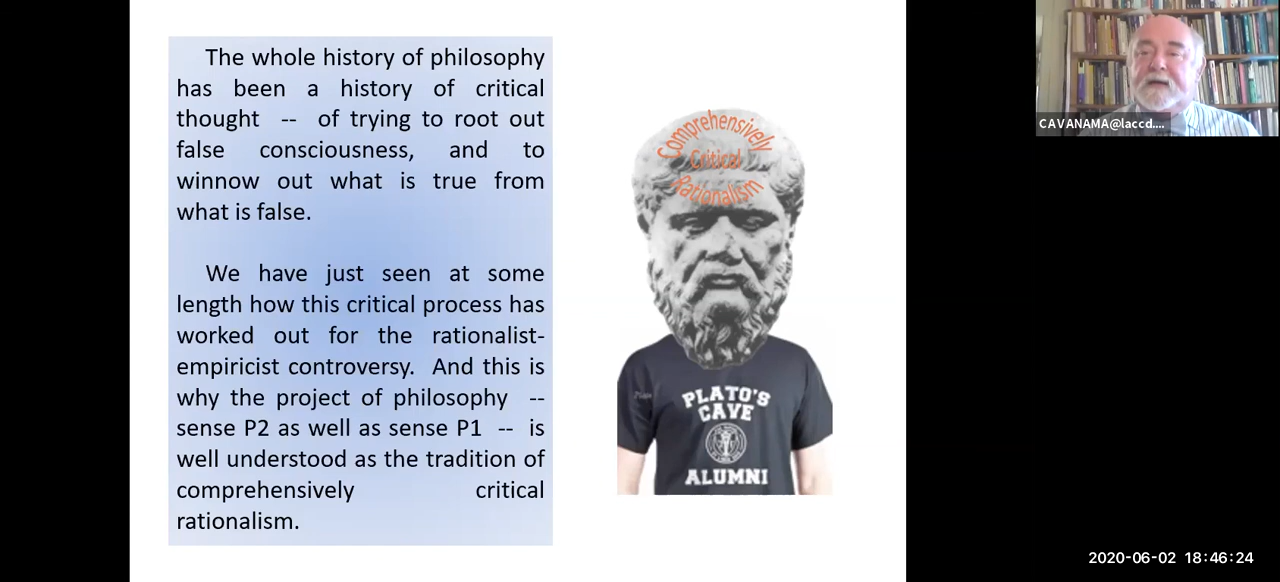 The whole history of philosophy
has been a history of critical
thought -- of trying to root out
false consciousness, and to
winnow out what is true from
what is false.
We have just seen at some
length how this critical process has
worked out for the rationalist-
empiricist controversy. And this is
why the project of philosophy --
sense P2 as well as sense P1 -- is
well understood as the tradition of
comprehensively critical
rationalism.
Comprehensively
Critical
Rationalism
PLATO'S
CAVE
ALUMNI
CAVANAMA@laccd....
2020-06-02 18:46:24